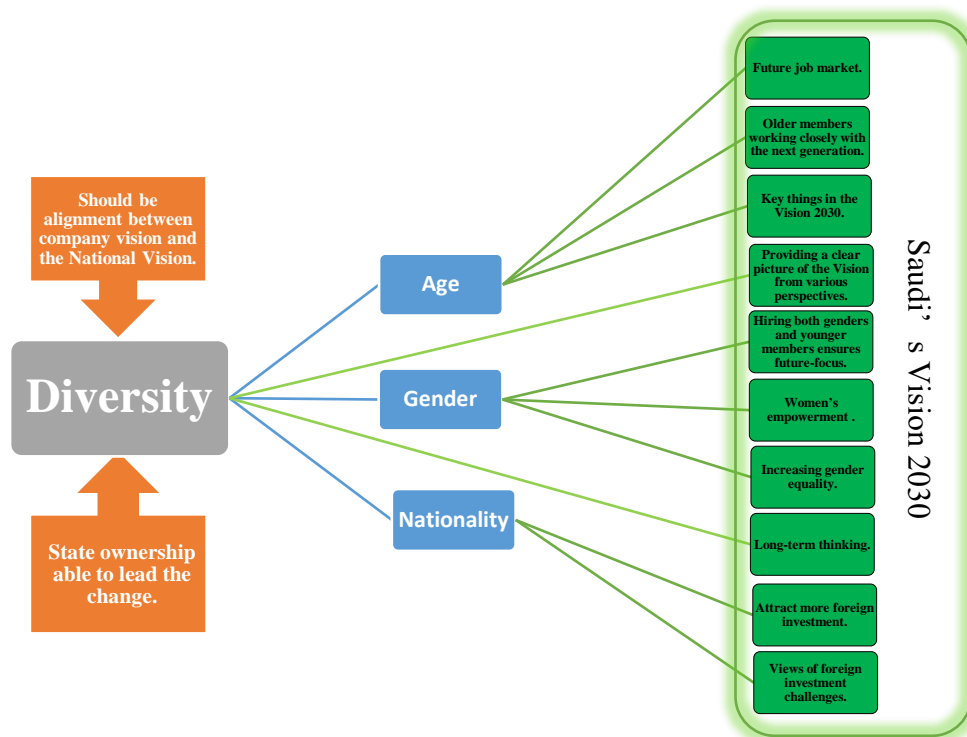 Should be
alignment between
company vision and
the National Vision.
Diversity
State ownership
able to lead the
change.
Age
Gender
Nationality
Future job market.
Older members
working closely with
the next generation.
Key things in the
Vision 2030.
Providing a clear
picture of the Vision
from various
perspectives.
Hiring both genders
and younger
members ensures
future-focus.
Women’s
empowerment .
Increasing gender
equality.
Long-term thinking.
Attract more foreign
investment.
Views of foreign
investment
challenges.
Saudi’ s Vision 2030